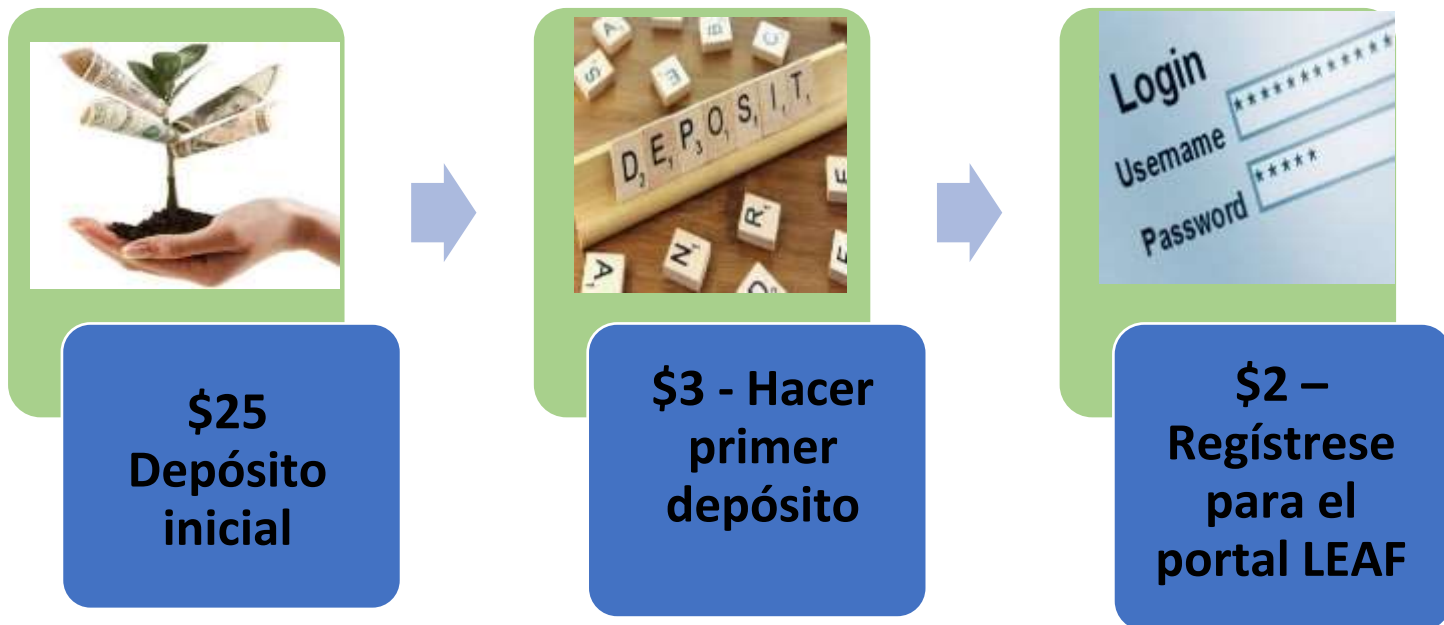 DEPOSIT
Login
Username
Password
*****
$25
Depósito
inicial
$3 - Hacer
primer
depósito
$2 –
Regístrese
para el
portal LEAF